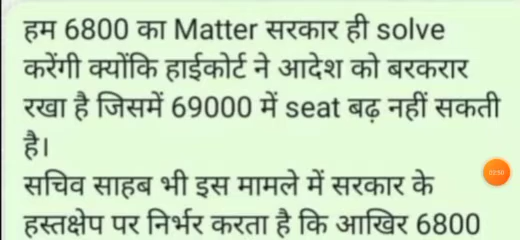 हम 6800 का Matter सरकार ही solve
करेंगी क्योंकि हाईकोर्ट ने आदेश को बरकरार
रखा है जिसमें 69000 में seat बढ़ नहीं सकती
है।
सचिव साहब भी इस मामले में सरकार के
हस्तक्षेप पर निर्भर करता है कि आखिर 6800